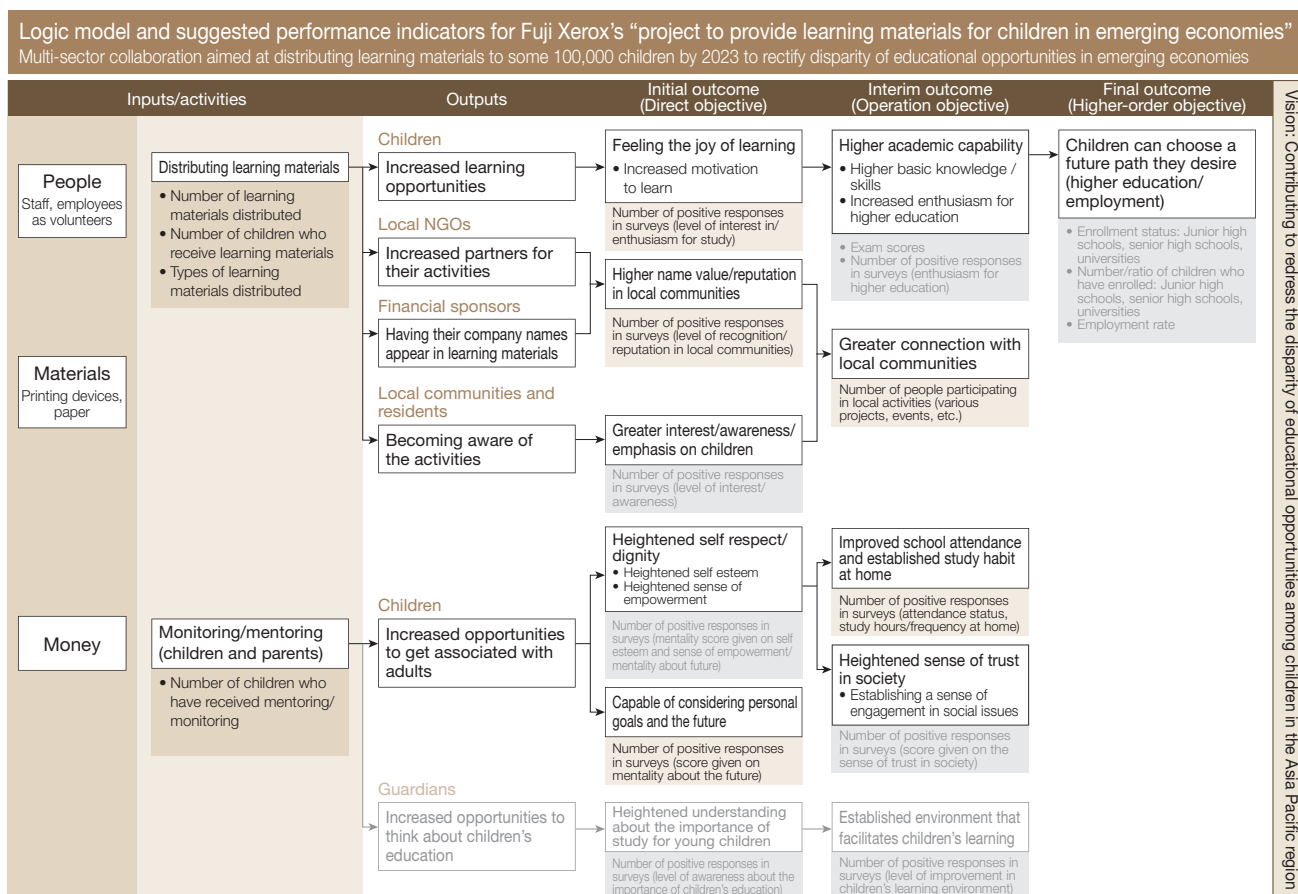 Logic model and suggested performance indicators for Fuji Xerox’s “project to provide learning materials for children in emerging economies”
Multi-sector collaboration aimed at distributing learning materials to some 100,000 children by 2023 to rectify disparity of educational opportunities in emerging economies
Inputs/activities
Outputs
Initial outcome
(Direct objective)
Interim outcome
(Operation objective)
Final outcome
(Higher-order objective)
People
Staff, employees
as volunteers
Materials
Printing devices,
paper
Money
Distributing learning materials
• Number of learning
materials distributed
• Number of children who
receive learning materials
• Types of learning
materials distributed
Monitoring/mentoring
(children and parents)
• Number of children who
have received mentoring/
monitoring
Children
Increased learning
opportunities
Local NGOs
Increased partners for
their activities
Financial sponsors
Having their company names
appear in learning materials
Local communities and
residents
Becoming aware of
the activities
Children
Increased opportunities
to get associated with
adults
Guardians
Increased opportunities to
think about children’s
education
Feeling the joy of learning
• Increased motivation
to learn
Number of positive responses
in surveys (level of interest in/
enthusiasm for study)
Higher name value/reputation
in local communities
Number of positive responses
in surveys (level of recognition/
reputation in local communities)
Greater interest/awareness/
emphasis on children
Number of positive responses
in surveys (level of interest/
awareness)
Heightened self respect/
dignity
• Heightened self esteem
• Heightened sense of
empowerment
Number of positive responses in
surveys (mentality score given on self
esteem and sense of empowerment/
mentality about future)
Capable of considering personal
goals and the future
Number of positive responses
in surveys (score given on
mentality about the future)
Heightened understanding
about the importance of
study for young children
Number of positive responses in
surveys (level of awareness about the
importance of children’s education)
Higher academic capability
• Higher basic knowledge /
skills
• Increased enthusiasm for
higher education
• Exam scores
• Number of positive responses
in surveys (enthusiasm for
higher education)
Greater connection with
local communities
Number of people participating
in local activities (various
projects, events, etc.)
Improved school attendance
and established study habit
at home
Number of positive responses
in surveys (attendance status,
study hours/frequency at home)
Heightened sense of trust
in society
• Establishing a sense of
engagement in social issues
Number of positive responses
in surveys (score given on the
sense of trust in society)
Established environment that
facilitates children’s learning
Number of positive responses in
surveys (level of improvement in
children’s learning environment)
Children can choose a
future path they desire
(higher education/
employment)
• Enrollment status: Junior high
schools, senior high schools,
universities
• Number/ratio of children who
have enrolled: Junior high
schools, senior high schools,
universities
• Employment rate
Vision: Contributing to redress the disparity of educational opportunities among children in the Asia Pacific region